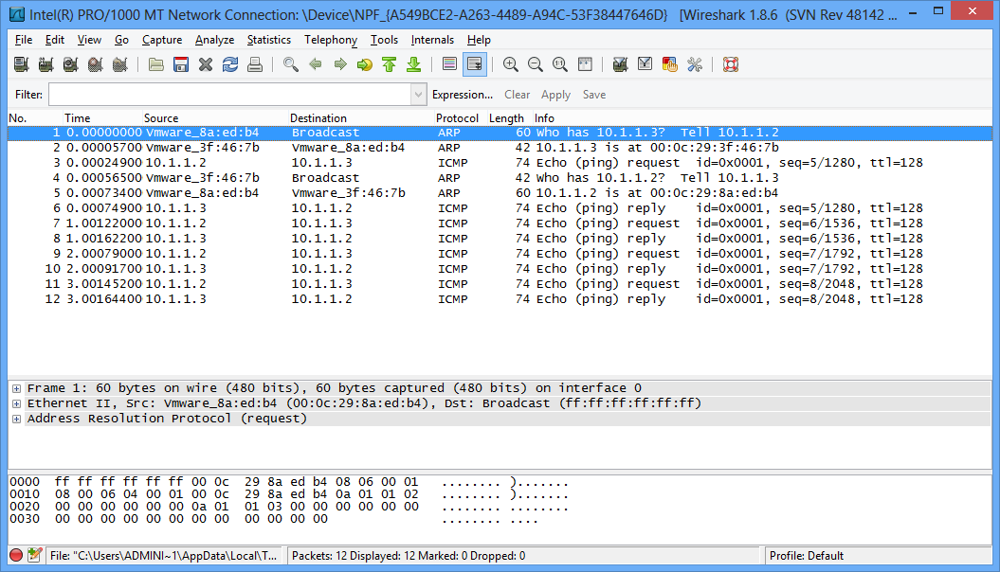 Intel(R) PRO/1000 MT Network Connection: \Device\NPF_{A549BCE2-A263-4489-A94C-53F38447646D} [Wireshark 1.8.6 (SVN Rev 48142 ...
File Edit View Go Capture Analyze Statistics Telephony Tools Internals Help
Filter: Expression... Clear Apply Save
No. Time Source Destination Protocol Length Info
1 0.00000000 Vmware_8a:ed:b4 Broadcast ARP 60 Who has 10.1.1.3? Tell 10.1.1.2
2 0.00005700 Vmware_3f:46:7b Vmware_8a:ed:b4 ARP 42 10.1.1.3 is at 00:0c:29:3f:46:7b
3 0.00024900 10.1.1.2 10.1.1.3 ICMP 74 Echo (ping) request id=0x0001, seq=5/1280, ttl=128
4 0.00056500 Vmware_3f:46:7b Broadcast ARP 42 Who has 10.1.1.2? Tell 10.1.1.3
5 0.00073400 Vmware_8a:ed:b4 Vmware_3f:46:7b ARP 60 10.1.1.2 is at 00:0c:29:8a:ed:b4
6 0.00074900 10.1.1.3 10.1.1.2 ICMP 74 Echo (ping) reply id=0x0001, seq=5/1280, ttl=128
7 1.00122000 10.1.1.2 10.1.1.3 ICMP 74 Echo (ping) request id=0x0001, seq=6/1536, ttl=128
8 1.00162200 10.1.1.3 10.1.1.2 ICMP 74 Echo (ping) reply id=0x0001, seq=6/1536, ttl=128
9 2.00079000 10.1.1.2 10.1.1.3 ICMP 74 Echo (ping) request id=0x0001, seq=7/1792, ttl=128
10 2.00091700 10.1.1.3 10.1.1.2 ICMP 74 Echo (ping) reply id=0x0001, seq=7/1792, ttl=128
11 3.00145200 10.1.1.2 10.1.1.3 ICMP 74 Echo (ping) request id=0x0001, seq=8/2048, ttl=128
12 3.00164400 10.1.1.3 10.1.1.2 ICMP 74 Echo (ping) reply id=0x0001, seq=8/2048, ttl=128
Frame 1: 60 bytes on wire (480 bits), 60 bytes captured (480 bits) on interface 0
Ethernet II, Src: Vmware_8a:ed:b4 (00:0c:29:8a:ed:b4), Dst: Broadcast (ff:ff:ff:ff:ff:ff)
Address Resolution Protocol (request)
0000 ff ff ff ff ff ff 00 0c 29 8a ed b4 08 06 00 01 ........ ).......
0010 08 00 06 04 00 01 00 0c 29 8a ed b4 0a 01 01 02 ........ ).......
0020 00 00 00 00 00 00 0a 01 01 03 00 00 00 00 00 00 ........ ........
0030 00 00 00 00 00 00 00 00 00 00 00 00 ........ ....
File: "C:\Users\ADMINI~1\AppData\Local\T... Packets: 12 Displayed: 12 Marked: 0 Dropped: 0 Profile: Default